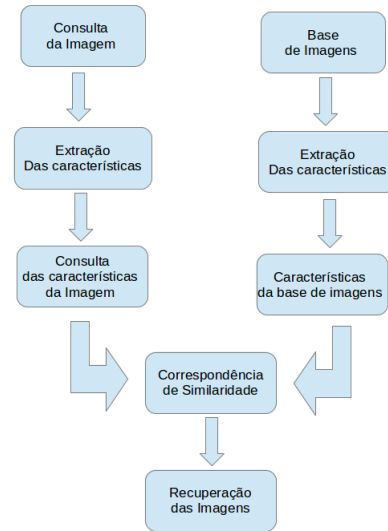 Consulta
da Imagem
Base
de Imagens
Extração
Das características
Extração
Das características
Consulta
das características
da Imagem
Características
da base de imagens
Correspondência
de Similaridade
Recuperação
das Imagens